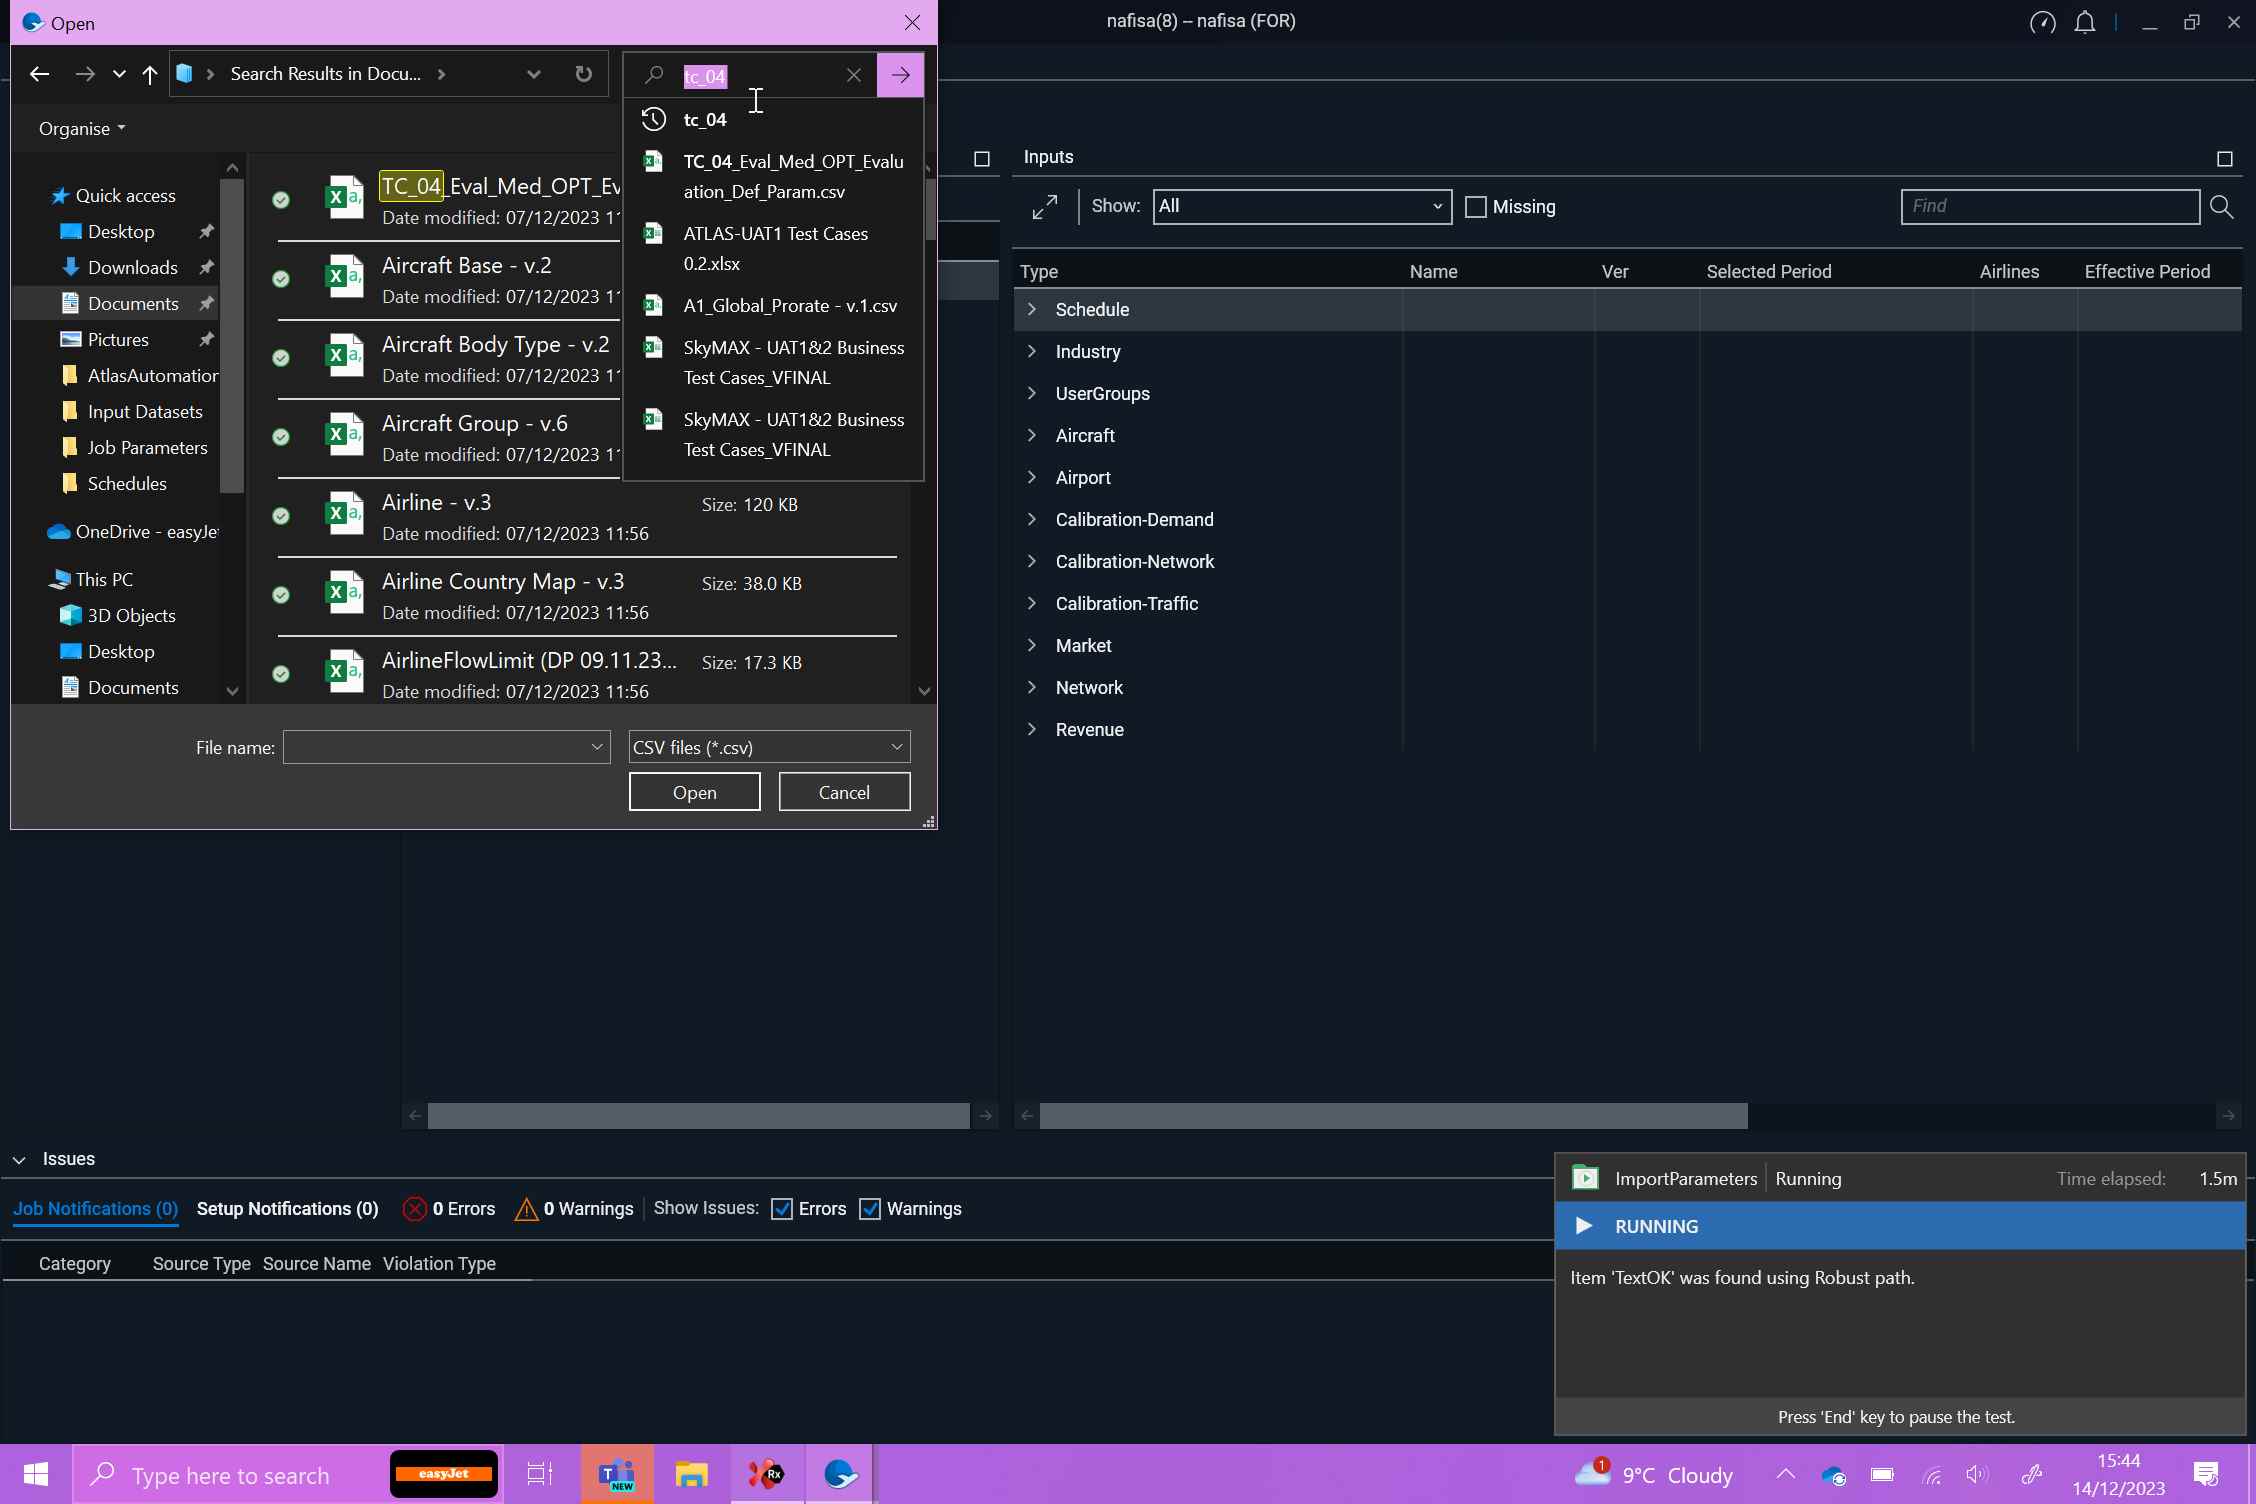 Open
nafisa(8) – nafisa (FOR)
Search Results in Docu...
tc_04
Organise
tc_04
TC_04_Eval_Med_OPT_Evalu
ation_Def_Param.csv
ATLAS-UAT1 Test Cases
0.2.xlsx
A1_Global_Prorate - v.1.csv
SkyMAX - UAT1&2 Business
Test Cases_VFINAL
SkyMAX - UAT1&2 Business
Test Cases_VFINAL
Quick access
Desktop
Downloads
Documents
Pictures
AtlasAutomation
Input Datasets
Job Parameters
Schedules
OneDrive - easyJet
This PC
3D Objects
Desktop
Documents
TC_04_Eval_Med_OPT_Ev
Date modified: 07/12/2023 11
Aircraft Base - v.2
Date modified: 07/12/2023 11
Aircraft Body Type - v.2
Date modified: 07/12/2023 11
Aircraft Group - v.6
Date modified: 07/12/2023 11
Airline - v.3
Size: 120 KB
Date modified: 07/12/2023 11:56
Airline Country Map - v.3
Size: 38.0 KB
Date modified: 07/12/2023 11:56
AirlineFlowLimit (DP 09.11.23...
Size: 17.3 KB
Date modified: 07/12/2023 11:56
File name:
CSV files (*.csv)
Open
Cancel
Inputs
Show:
All
Missing
Find
Type
Name
Ver
Selected Period
Airlines
Effective Period
Schedule
Industry
UserGroups
Aircraft
Airport
Calibration-Demand
Calibration-Network
Calibration-Traffic
Market
Network
Revenue
Issues
Job Notifications (0)
Setup Notifications (0)
0 Errors
0 Warnings
Show Issues:
Errors
Warnings
Category
Source Type
Source Name
Violation Type
ImportParameters
Running
Time elapsed:
1.5m
RUNNING
Item 'TextOK' was found using Robust path.
Press 'End' key to pause the test.
Type here to search
easyJet
T
NEW
Rx
1
9°C Cloudy
15:44
14/12/2023